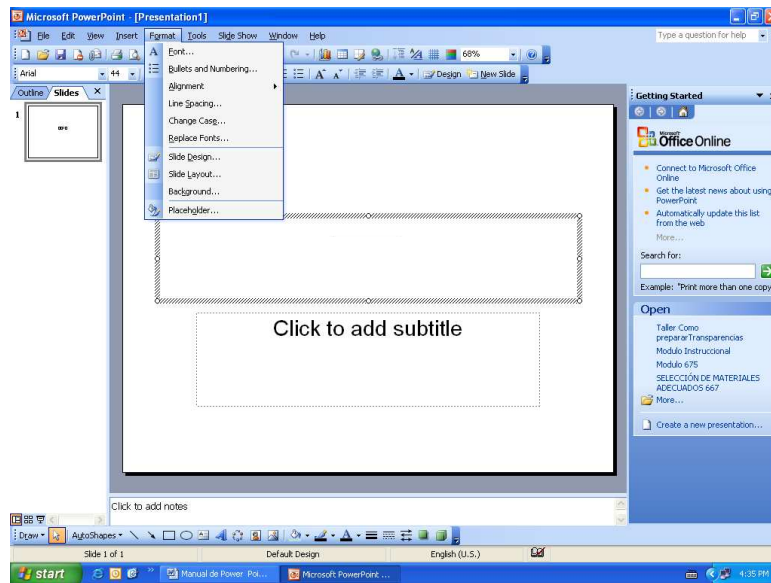 Microsoft PowerPoint - [Presentation1]
File Edit View Insert Format Tools Slide Show Window Help
Type a question for help
68%
Arial 44
Design New Slide
Outline Slides
1
Font...
Bullets and Numbering...
Alignment
Line Spacing...
Change Case...
Replace Fonts...
Slide Design...
Slide Layout...
Background...
Placeholder...
Click to add subtitle
Click to add notes
Getting Started
Microsoft
Office Online
Connect to Microsoft Office
Online
Get the latest news about using
PowerPoint
Automatically update this list
from the web
More...
Search for:
Example: "Print more than one copy
Open
Taller Como
prepararTransparencias
Modulo Instruccional
Modulo 675
SELECCIÓN DE MATERIALES
ADECUADOS 667
More...
Create a new presentation...
Draw AutoShapes
Slide 1 of 1 Default Design English (U.S.)
start Manual de Power Poi... Microsoft PowerPoint ... 4:35 PM